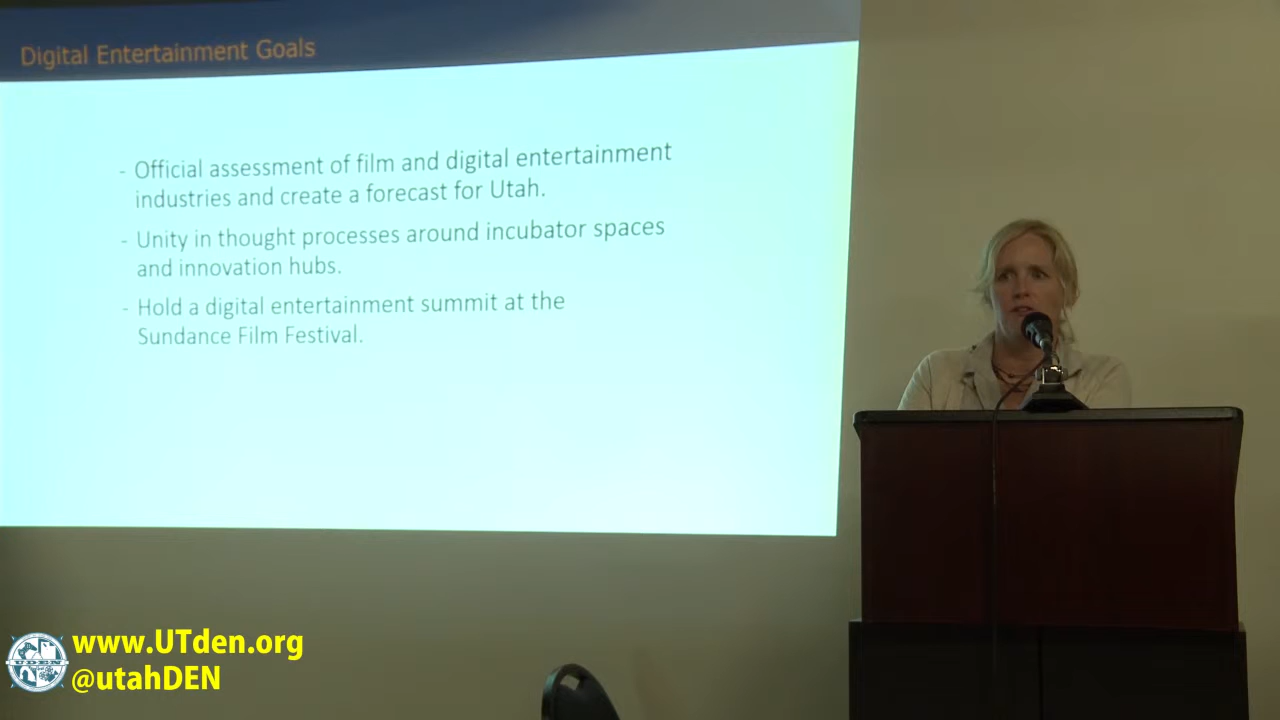 Digital Entertainment Goals
- Official assessment of film and digital entertainment
industries and create a forecast for Utah.
- Unity in thought processes around incubator spaces
and innovation hubs.
- Hold a digital entertainment summit at the
Sundance Film Festival.
www.UTden.org
@utahDEN
UDEN